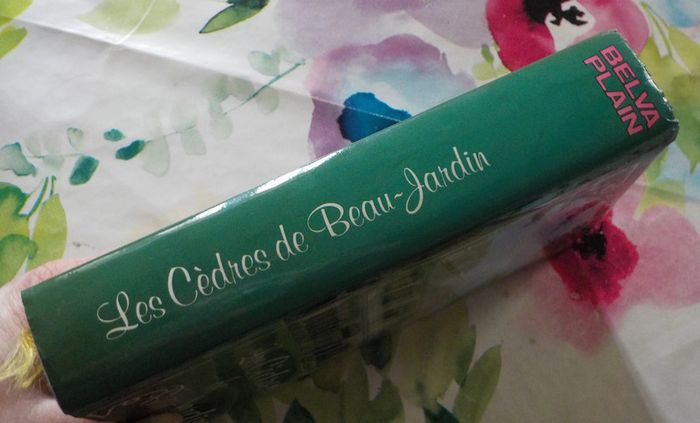 BELVA
PLAIN
Les Cèdres de Beau-Jardin